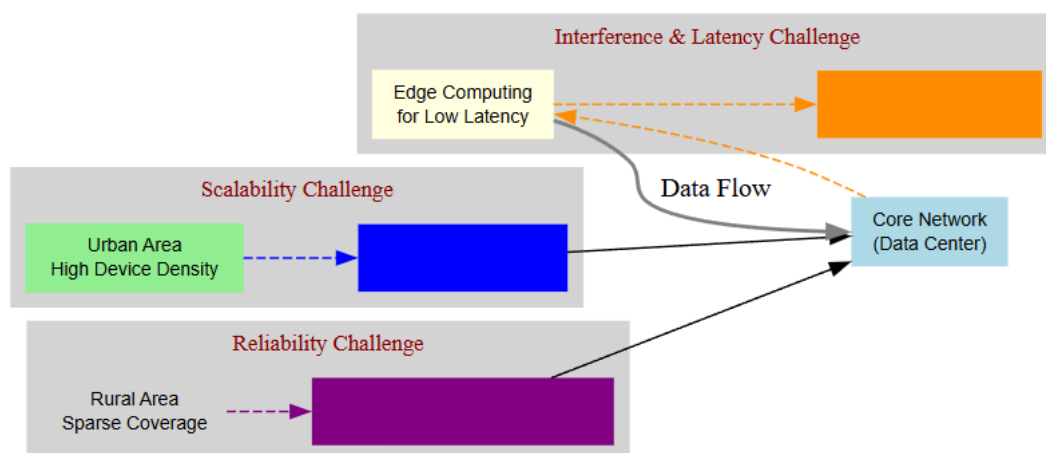 Interference & Latency Challenge
Edge Computing
for Low Latency
Data Flow
Core Network
(Data Center)
Scalability Challenge
Urban Area
High Device Density
Reliability Challenge
Rural Area
Sparse Coverage